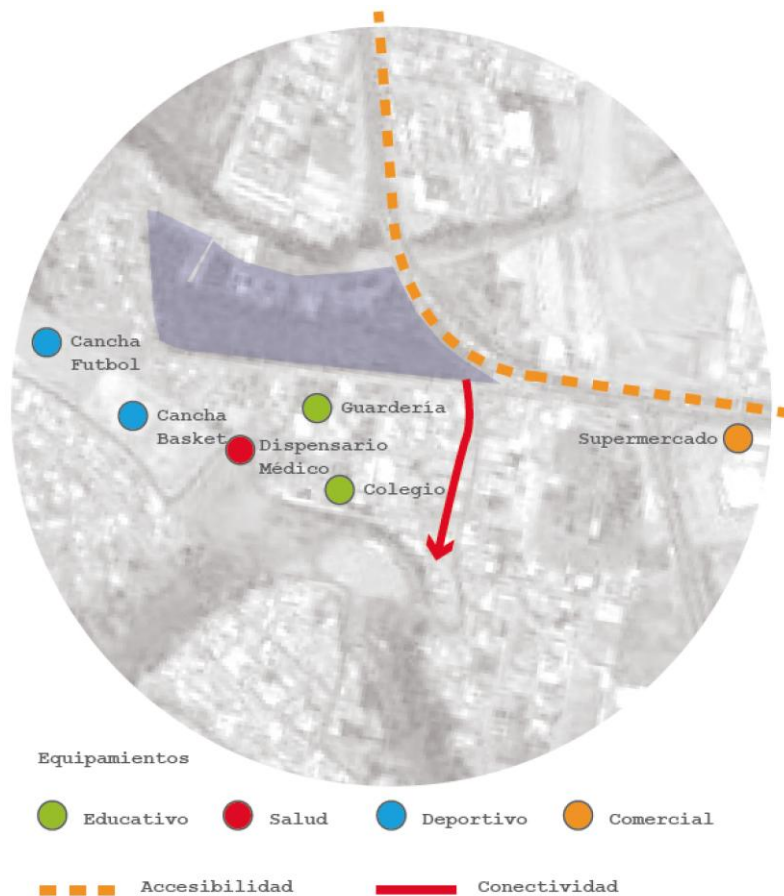 Cancha
Futbol
Cancha
Basket
Guardería
Dispensario
Médico
Supermercado
Colegio
Equipamientos
Educativo
Salud
Deportivo
Comercial
Accesibilidad
Conectividad